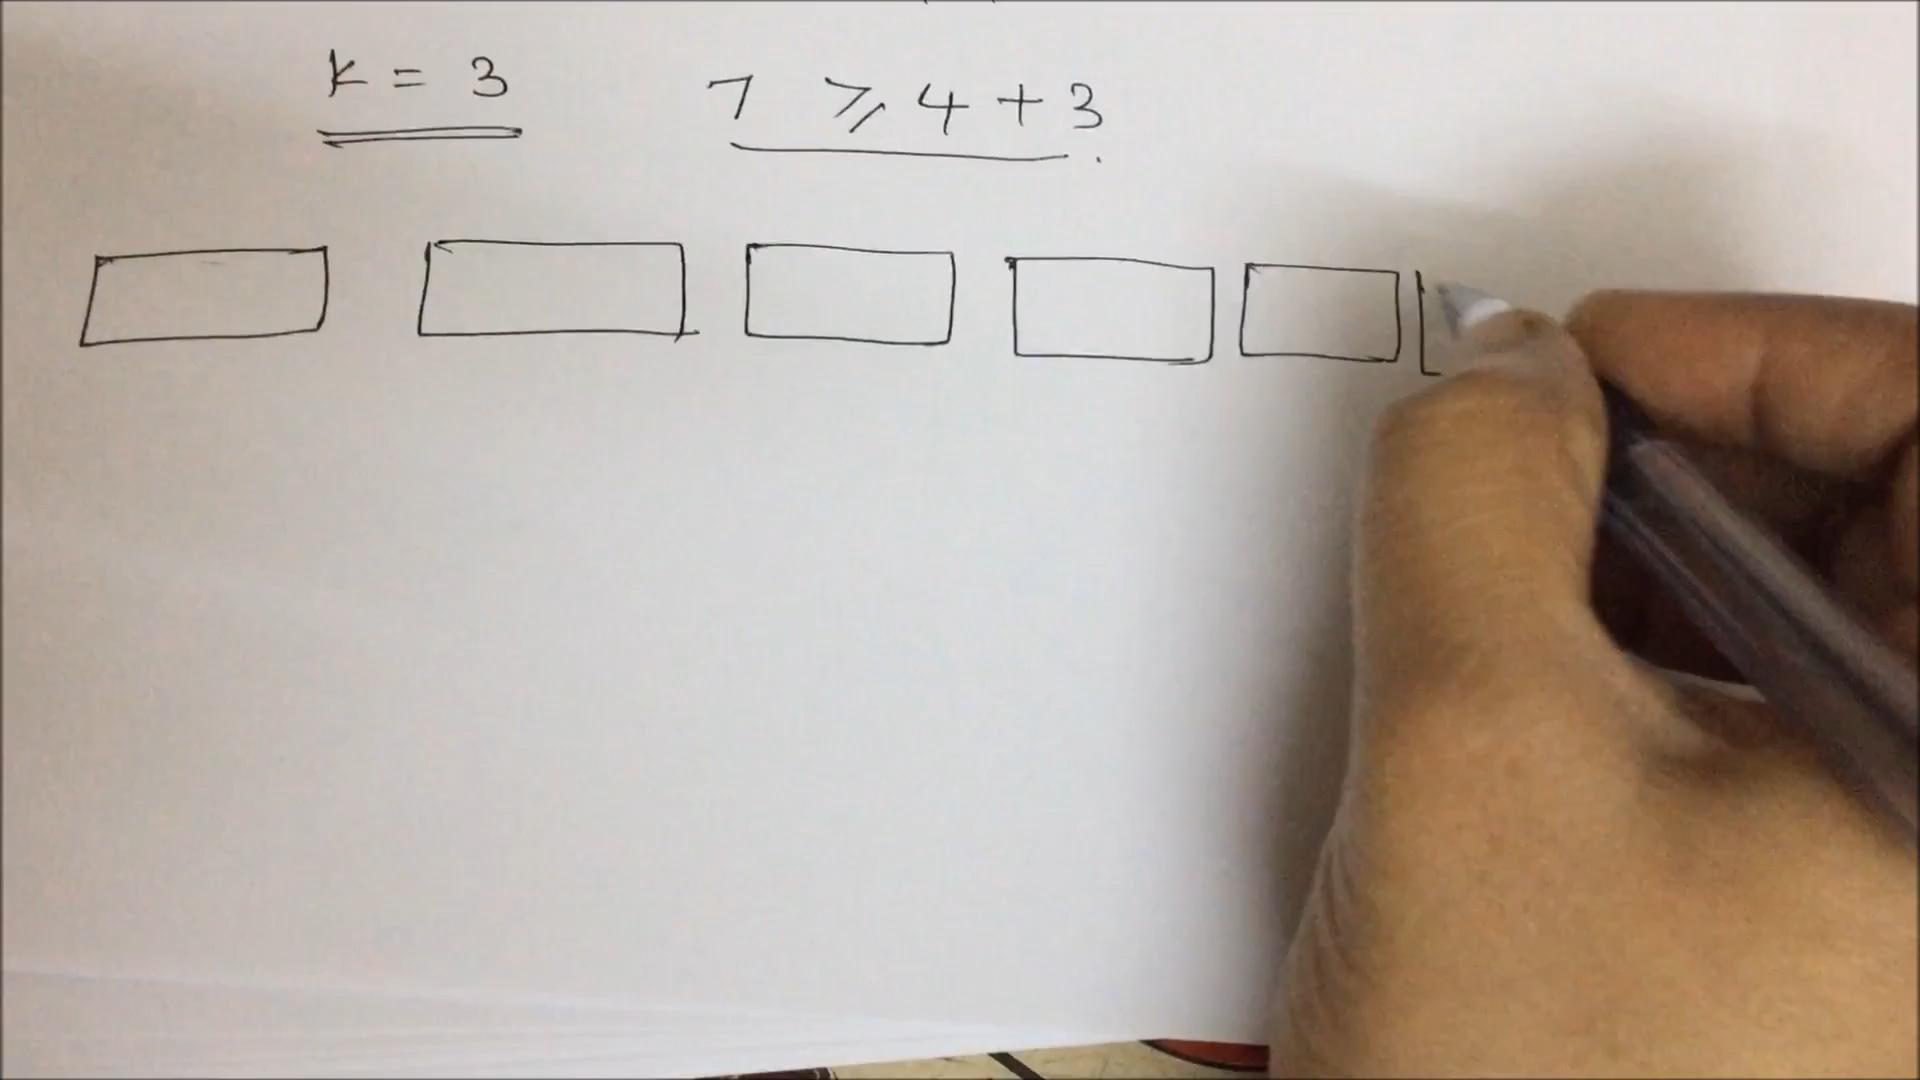 k = 3
7 ⩾ 4 + 3